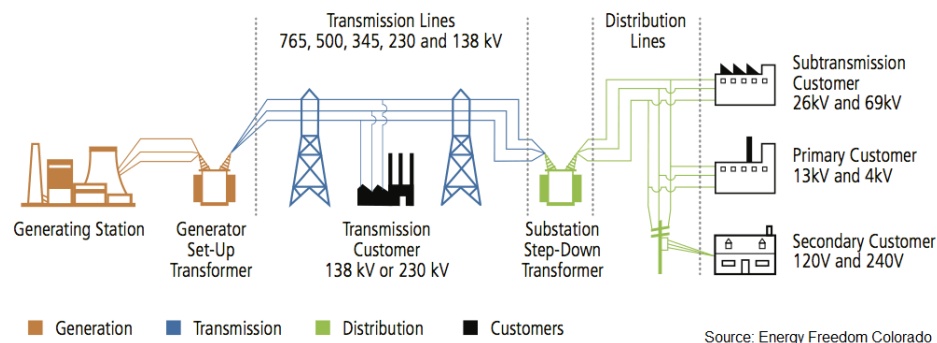 Transmission Lines
765, 500, 345, 230 and 138 kV
Distribution
Lines
Subtransmission
Customer
26kV and 69kV
Primary Customer
13kV and 4kV
Secondary Customer
120V and 240V
Generating Station
Generator
Set-Up
Transformer
Transmission
Customer
138 kV or 230 kV
Substation
Step-Down
Transformer
Generation
Transmission
Distribution
Customers
Source: Energy Freedom Colorado